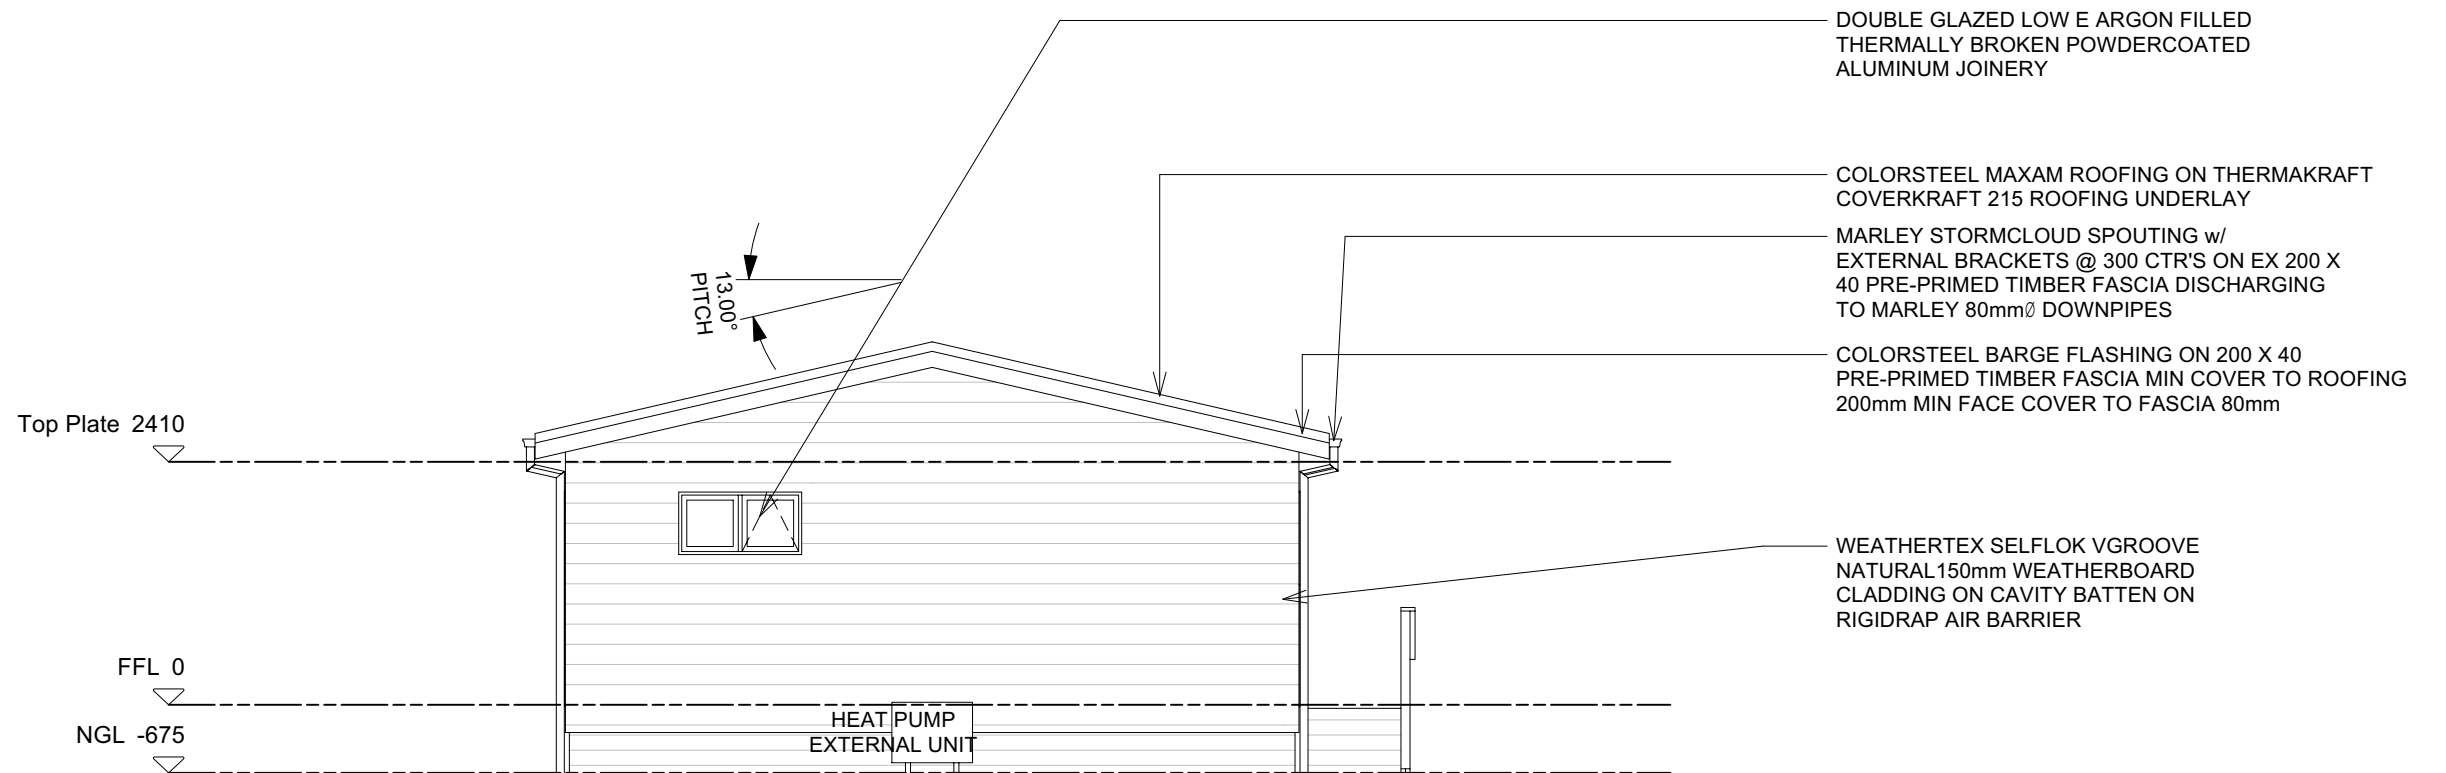 DOUBLE GLAZED LOW E ARGON FILLED
THERMALLY BROKEN POWDERCOATED
ALUMINUM JOINERY
COLORSTEEL MAXAM ROOFING ON THERMAKRAFT
COVERKRAFT 215 ROOFING UNDERLAY
MARLEY STORMCLOUD SPOUTING w/
EXTERNAL BRACKETS @ 300 CTR'S ON EX 200 X
40 PRE-PRIMED TIMBER FASCIA DISCHARGING
TO MARLEY 80mmØ DOWNPIPES
13.00°
PITCH
COLORSTEEL BARGE FLASHING ON 200 X 40
PRE-PRIMED TIMBER FASCIA MIN COVER TO ROOFING
200mm MIN FACE COVER TO FASCIA 80mm
Top Plate 2410
WEATHERTEX SELFLOK VGROOVE
NATURAL150mm WEATHERBOARD
CLADDING ON CAVITY BATTEN ON
RIGIDRAP AIR BARRIER
FFL 0
HEAT PUMP
EXTERNAL UNIT
NGL -675